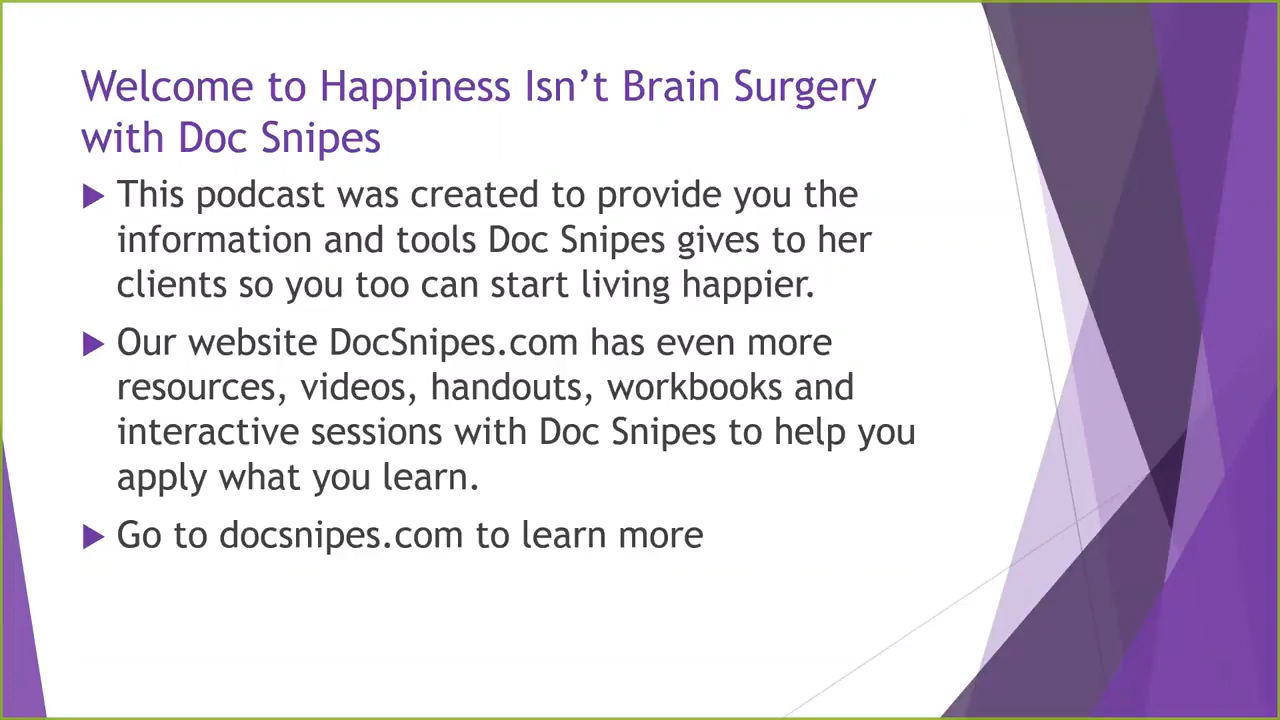 Welcome to Happiness Isn’t Brain Surgery
with Doc Snipes
This podcast was created to provide you the
information and tools Doc Snipes gives to her
clients so you too can start living happier.
Our website DocSnipes.com has even more
resources, videos, handouts, workbooks and
interactive sessions with Doc Snipes to help you
apply what you learn.
Go to docsnipes.com to learn more